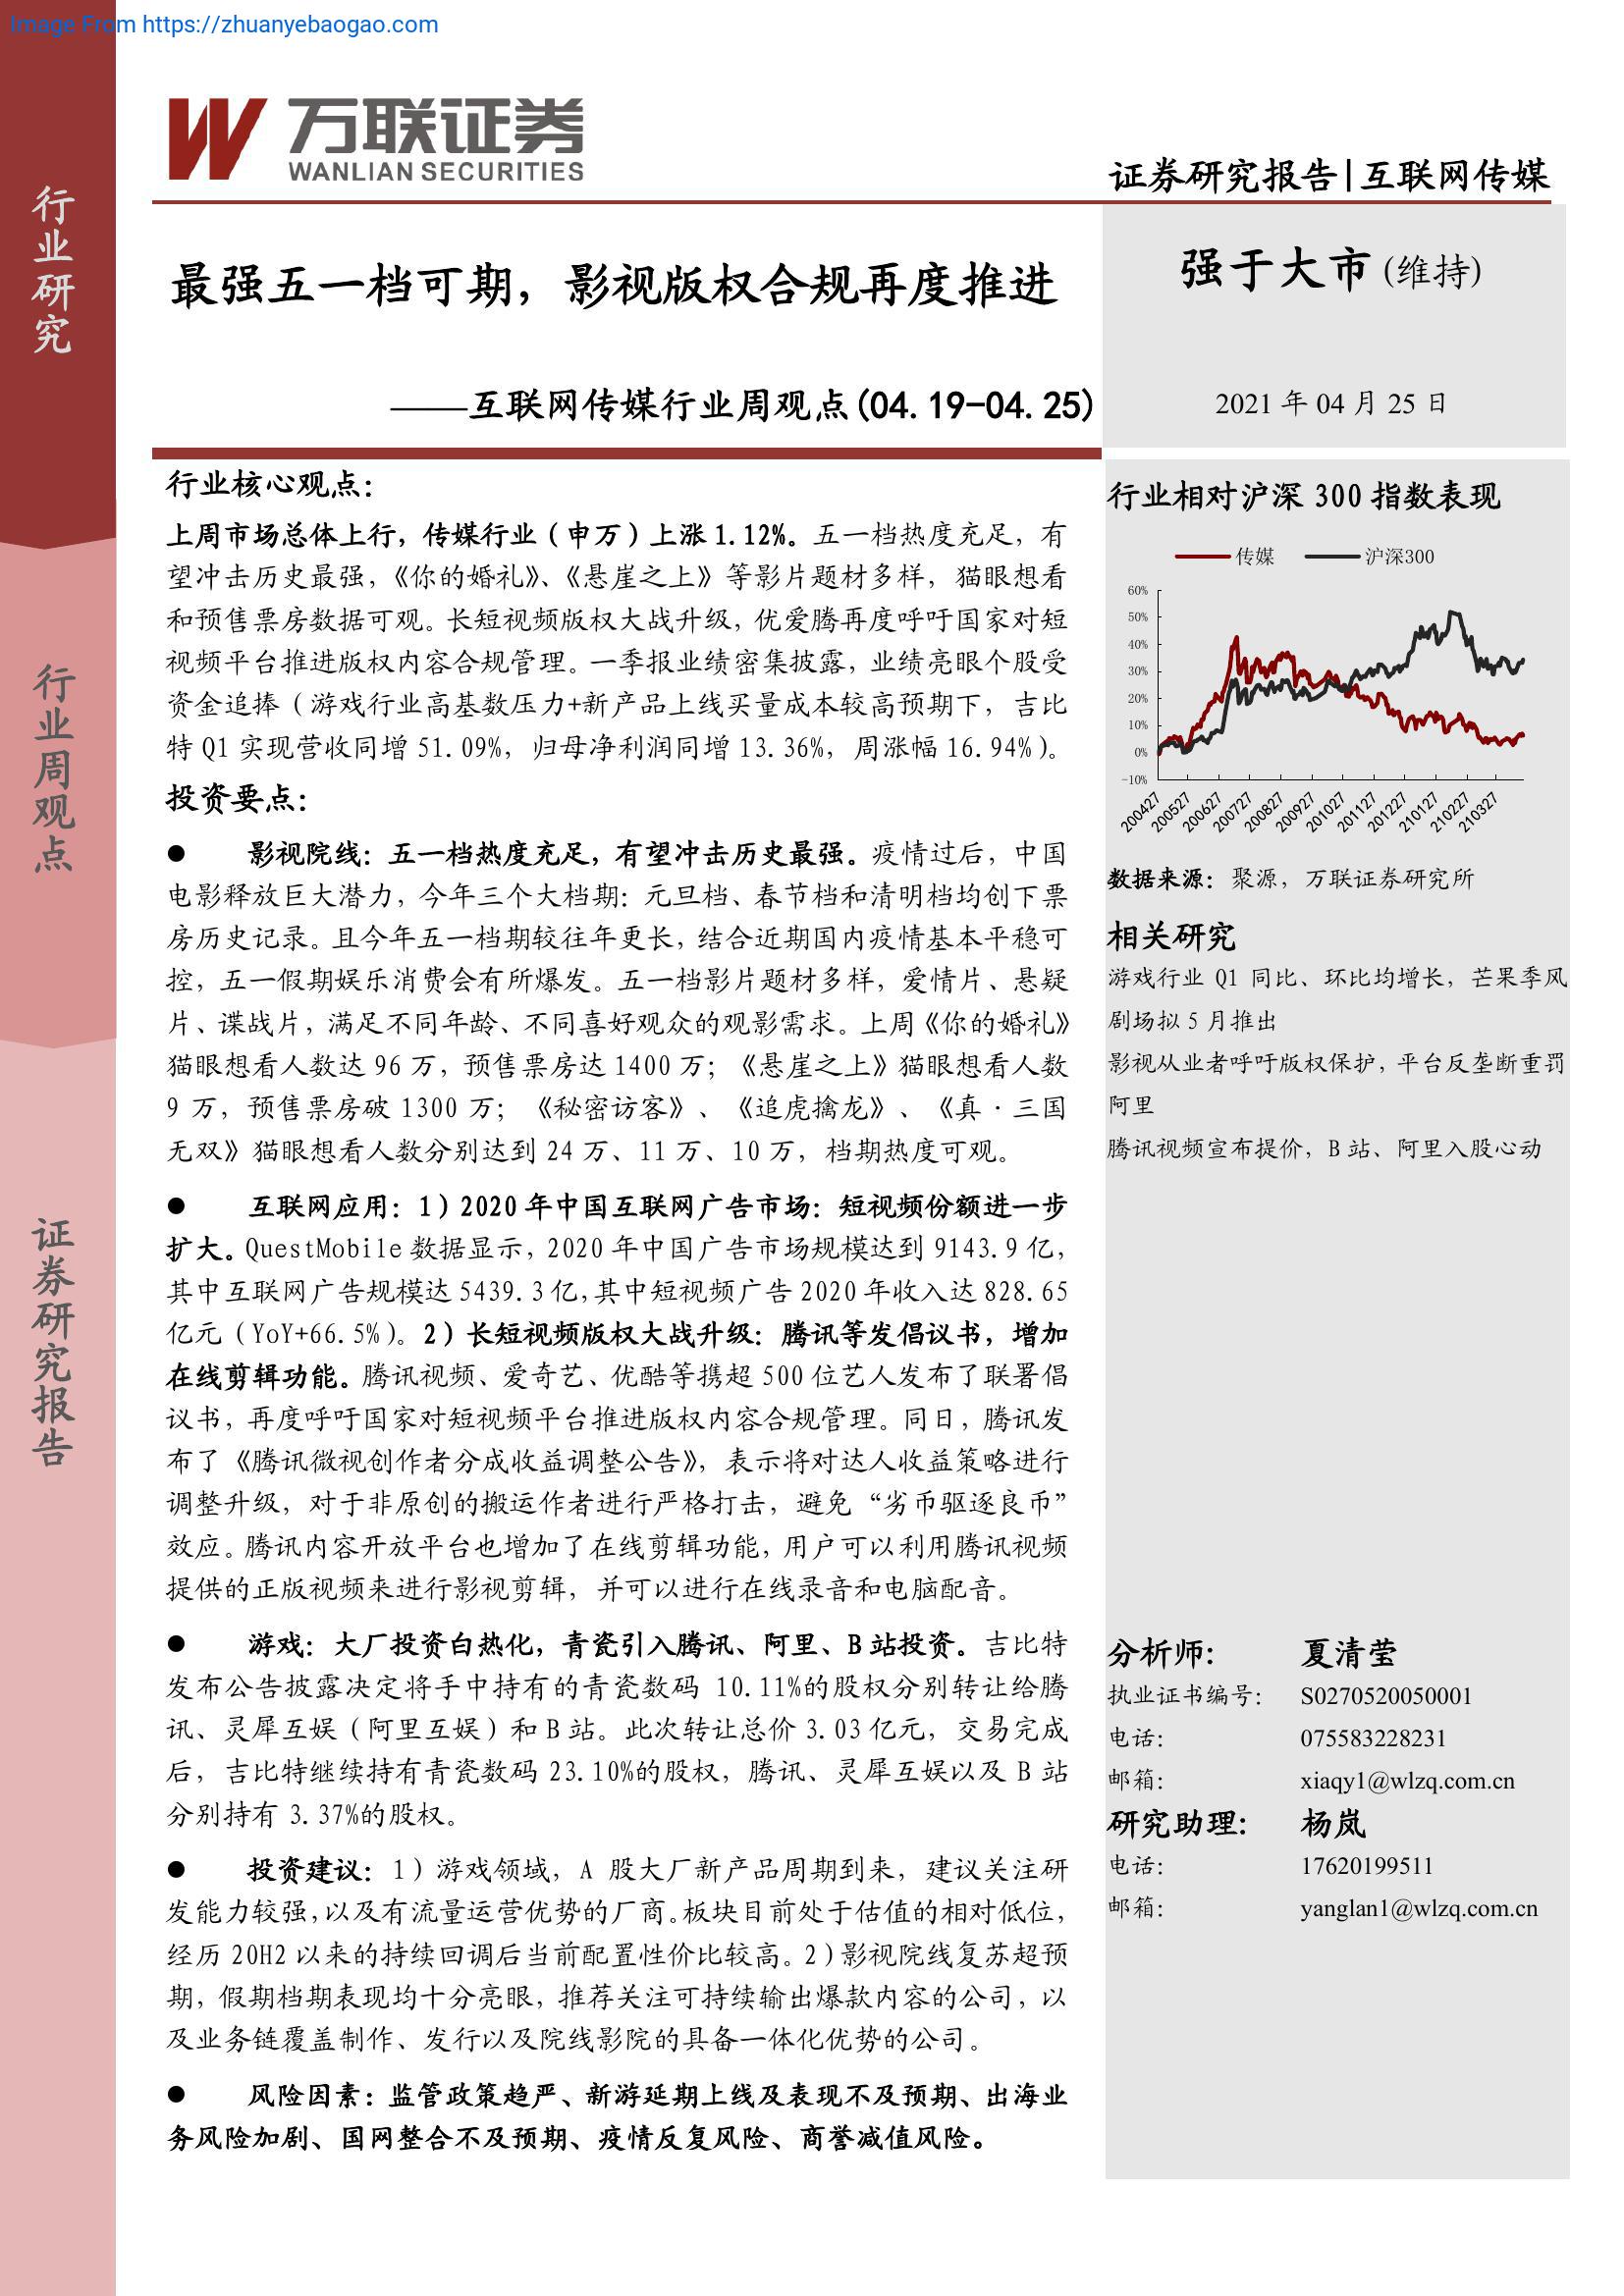 Image From https://zhuanyebaogao.com
万联证券
WANLIAN SECURITIES
证券研究报告|互联网传媒
行业研究
行业周观点
证券研究报告
最强五一档可期，影视版权合规再度推进
强于大市(维持)
——互联网传媒行业周观点(04.19-04.25)
2021 年 04 月 25 日
行业核心观点：
上周市场总体上行，传媒行业（申万）上涨 1.12%。五一档热度充足，有
望冲击历史最强，《你的婚礼》、《悬崖之上》等影片题材多样，猫眼想看
和预售票房数据可观。长短视频版权大战升级，优爱腾再度呼吁国家对短
视频平台推进版权内容合规管理。一季报业绩密集披露，业绩亮眼个股受
资金追捧（游戏行业高基数压力+新产品上线买量成本较高预期下，吉比
特 Q1 实现营收同增 51.09%，归母净利润同增 13.36%，周涨幅 16.94%）。
投资要点：
● 影视院线：五一档热度充足，有望冲击历史最强。疫情过后，中国
电影释放巨大潜力，今年三个大档期：元旦档、春节档和清明档均创下票
房历史记录。且今年五一档期较往年更长，结合近期国内疫情基本平稳可
控，五一假期娱乐消费会有所爆发。五一档影片题材多样，爱情片、悬疑
片、谍战片，满足不同年龄、不同喜好观众的观影需求。上周《你的婚礼》
猫眼想看人数达 96 万，预售票房达 1400 万；《悬崖之上》猫眼想看人数
9 万，预售票房破 1300 万；《秘密访客》、《追虎擒龙》、《真·三国
无双》猫眼想看人数分别达到 24 万、11 万、10 万，档期热度可观。
● 互联网应用：1）2020 年中国互联网广告市场：短视频份额进一步
扩大。QuestMobile 数据显示，2020 年中国广告市场规模达到 9143.9 亿，
其中互联网广告规模达 5439.3 亿，其中短视频广告 2020 年收入达 828.65
亿元（YoY+66.5%）。2）长短视频版权大战升级：腾讯等发倡议书，增加
在线剪辑功能。腾讯视频、爱奇艺、优酷等携超 500 位艺人发布了联署倡
议书，再度呼吁国家对短视频平台推进版权内容合规管理。同日，腾讯发
布了《腾讯微视创作者分成收益调整公告》，表示将对达人收益策略进行
调整升级，对于非原创的搬运作者进行严格打击，避免“劣币驱逐良币”
效应。腾讯内容开放平台也增加了在线剪辑功能，用户可以利用腾讯视频
提供的正版视频来进行影视剪辑，并可以进行在线录音和电脑配音。
● 游戏：大厂投资白热化，青瓷引入腾讯、阿里、B 站投资。吉比特
发布公告披露决定将手中持有的青瓷数码 10.11%的股权分别转让给腾
讯、灵犀互娱（阿里互娱）和 B 站。此次转让总价 3.03 亿元，交易完成
后，吉比特继续持有青瓷数码 23.10%的股权，腾讯、灵犀互娱以及 B 站
分别持有 3.37%的股权。
● 投资建议：1）游戏领域，A 股大厂新产品周期到来，建议关注研
发能力较强，以及有流量运营优势的厂商。板块目前处于估值的相对低位，
经历 20H2 以来的持续回调后当前配置性价比较高。2）影视院线复苏超预
期，假期档期表现均十分亮眼，推荐关注可持续输出爆款内容的公司，以
及业务链覆盖制作、发行以及院线影院的具备一体化优势的公司。
● 风险因素：监管政策趋严、新游延期上线及表现不及预期、出海业
务风险加剧、国网整合不及预期、疫情反复风险、商誉减值风险。
行业相对沪深 300 指数表现
传媒 沪深300
60%
50%
40%
30%
20%
10%
0%
-10%
200427 200527 200627 200727 200827 200927 201027 201127 201227 210127 210227 210327
数据来源：聚源，万联证券研究所
相关研究
游戏行业 Q1 同比、环比均增长，芒果季风
剧场拟 5 月推出
影视从业者呼吁版权保护，平台反垄断重罚
阿里
腾讯视频宣布提价，B 站、阿里入股心动
分析师： 夏清莹
执业证书编号： S0270520050001
电话： 075583228231
邮箱： xiaqy1@wlzq.com.cn
研究助理： 杨岚
电话： 17620199511
邮箱： yanglan1@wlzq.com.cn